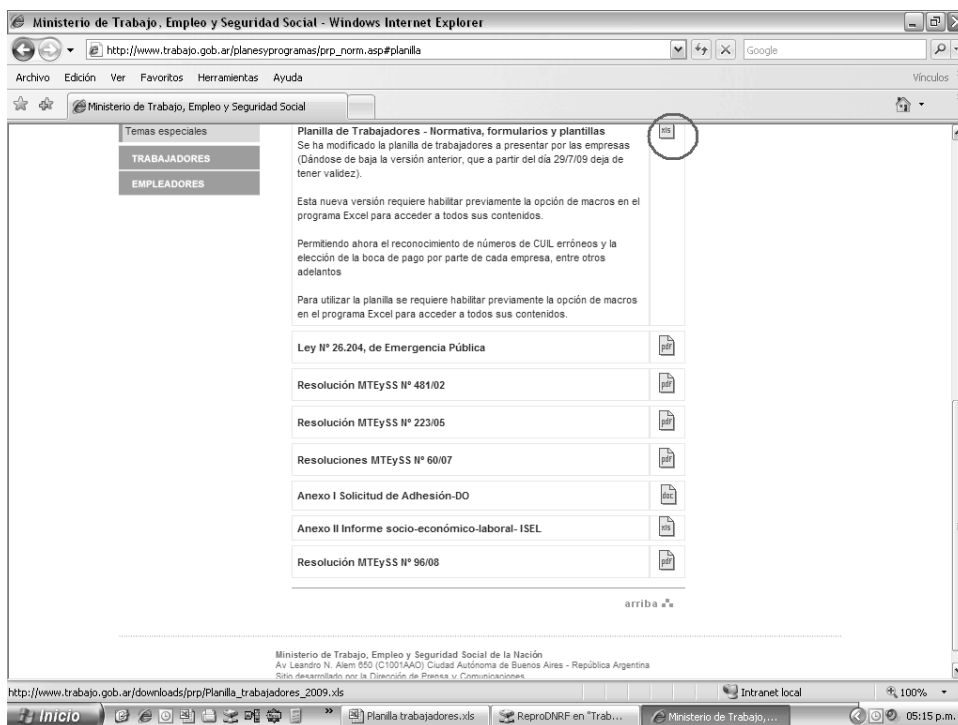 Ministerio de Trabajo, Empleo y Seguridad Social - Windows Internet Explorer
http://www.trabajo.gob.ar/planesyprogramas/prp_norm.asp#planilla
Google
Archivo Edición Ver Favoritos Herramientas Ayuda
Vínculos
Ministerio de Trabajo, Empleo y Seguridad Social
Temas especiales
TRABAJADORES
EMPLEADORES
Planilla de Trabajadores - Normativa, formularios y plantillas
xls
Se ha modificado la planilla de trabajadores a presentar por las empresas
(Dándose de baja la versión anterior, que a partir del día 29/7/09 deja de
tener validez).
Esta nueva versión requiere habilitar previamente la opción de macros en el
programa Excel para acceder a todos sus contenidos.
Permitiendo ahora el reconocimiento de números de CUIL erróneos y la
elección de la boca de pago por parte de cada empresa, entre otros
adelantos
Para utilizar la planilla se requiere habilitar previamente la opción de macros
en el programa Excel para acceder a todos sus contenidos.
Ley Nº 26.204, de Emergencia Pública
pdf
Resolución MTEySS Nº 481/02
pdf
Resolución MTEySS Nº 223/05
pdf
Resoluciones MTEySS Nº 60/07
pdf
Anexo I Solicitud de Adhesión-DO
doc
Anexo II Informe socio-económico-laboral- ISEL
xls
Resolución MTEySS Nº 96/08
pdf
arriba
Ministerio de Trabajo, Empleo y Seguridad Social de la Nación
Av Leandro N. Alem 650 (C1001AAO) Ciudad Autónoma de Buenos Aires - República Argentina
Sitio desarrollado por la Dirección de Prensa y Comunicaciones
http://www.trabajo.gob.ar/downloads/prp/Planilla_trabajadores_2009.xls
Intranet local
100%
Inicio
Planilla trabajadores.xls
ReproDNRF en "Trab...
Ministerio de Trabajo,...
05:15 p.m.